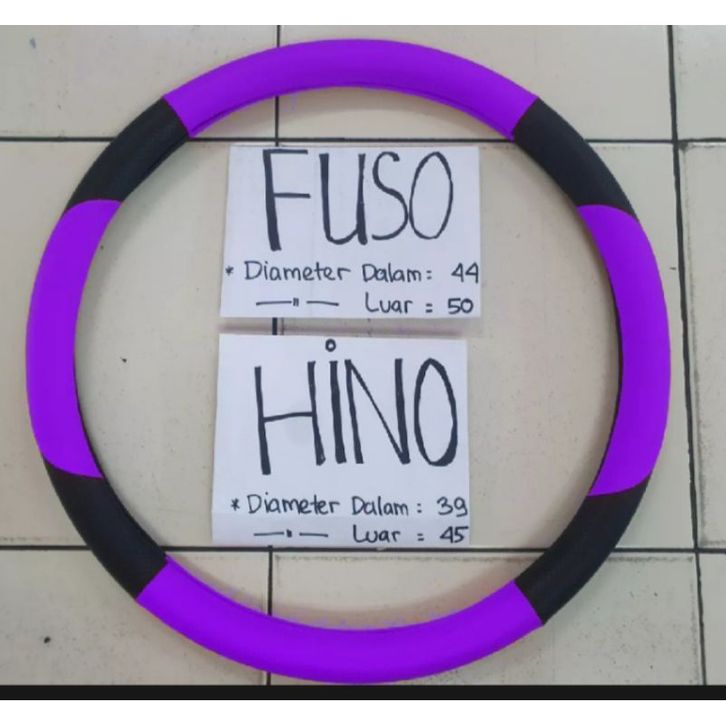 FUSO
* Diameter Dalam : 44
—"— Luar = 50
HiNO
* Diameter Dalam : 39
—"— Luar = 45